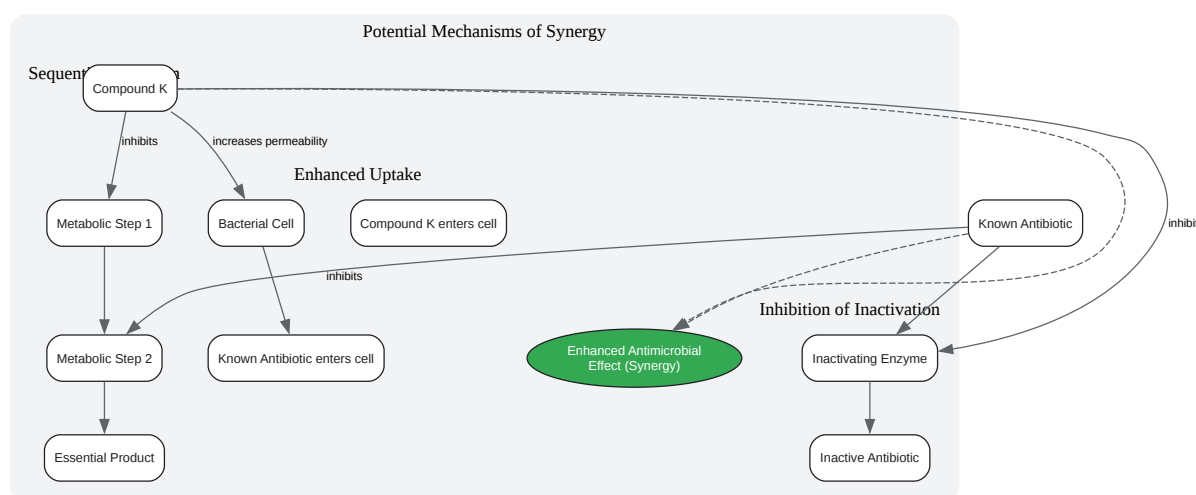 Potential Mechanisms of Synergy
Compound K
inhibits
increases permeability
Enhanced Uptake
Metabolic Step 1
Bacterial Cell
Compound K enters cell
Known Antibiotic
inhibits
Inhibition of Inactivation
Metabolic Step 2
Known Antibiotic enters cell
Enhanced Antimicrobial
Effect (Synergy)
Inactivating Enzyme
Essential Product
Inactive Antibiotic